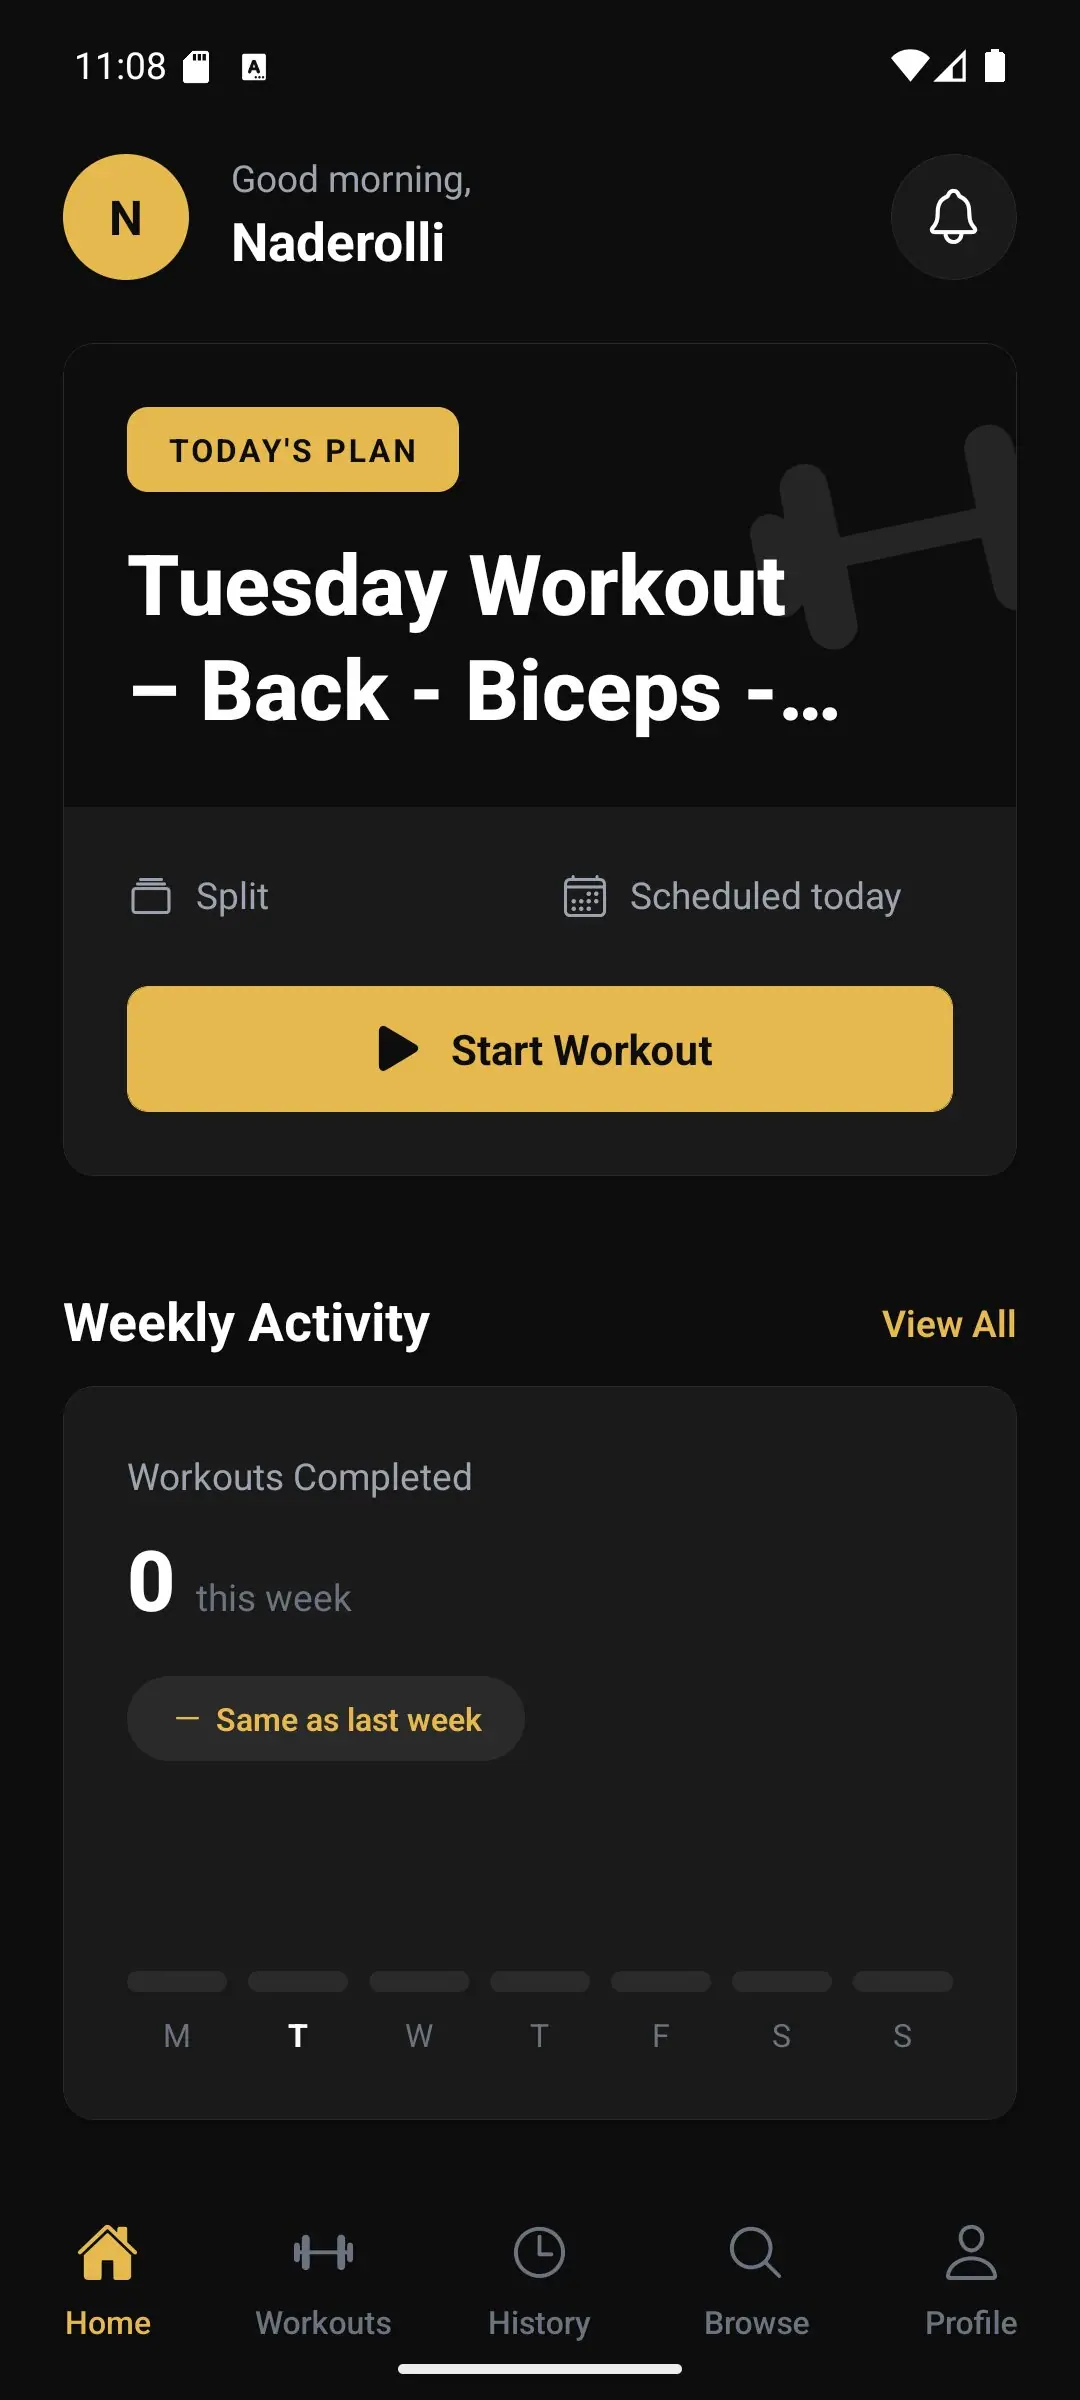 11:08
A
N
Good morning,
Naderolli
TODAY'S PLAN
Tuesday Workout
– Back - Biceps -…
Split
Scheduled today
Start Workout
Weekly Activity
View All
Workouts Completed
0 this week
Same as last week
M T W T F S S
Home Workouts History Browse Profile